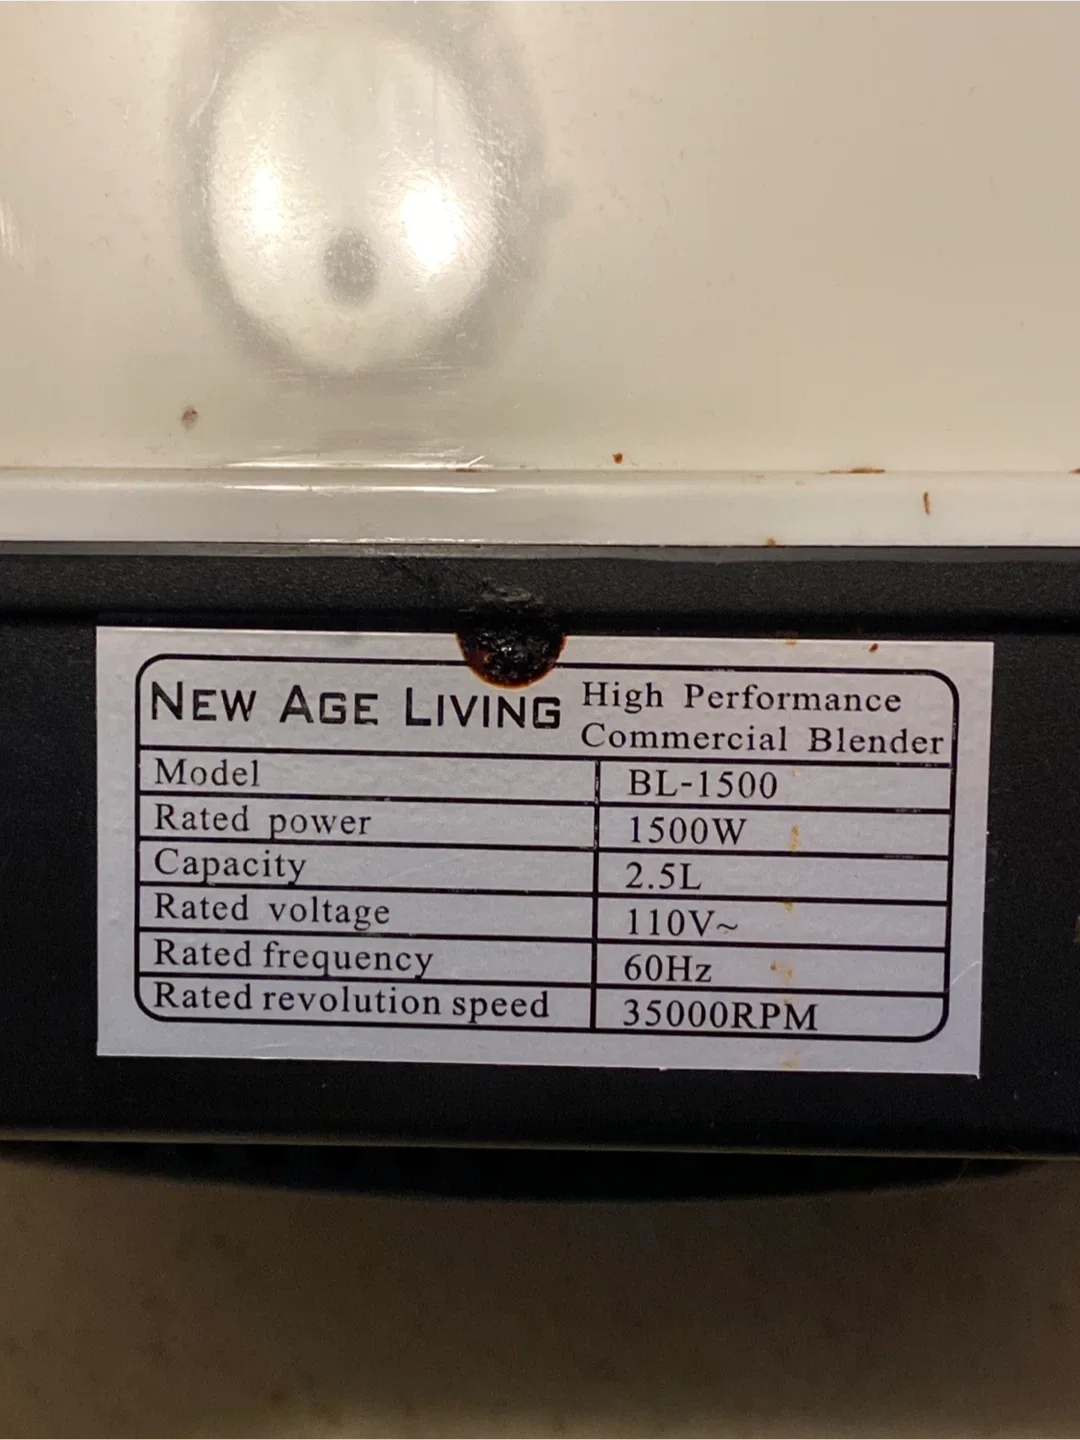 NEW AGE LIVING High Performance
Commercial Blender
Model BL-1500
Rated power 1500W
Capacity 2.5L
Rated voltage 110V~
Rated frequency 60Hz
Rated revolution speed 35000RPM